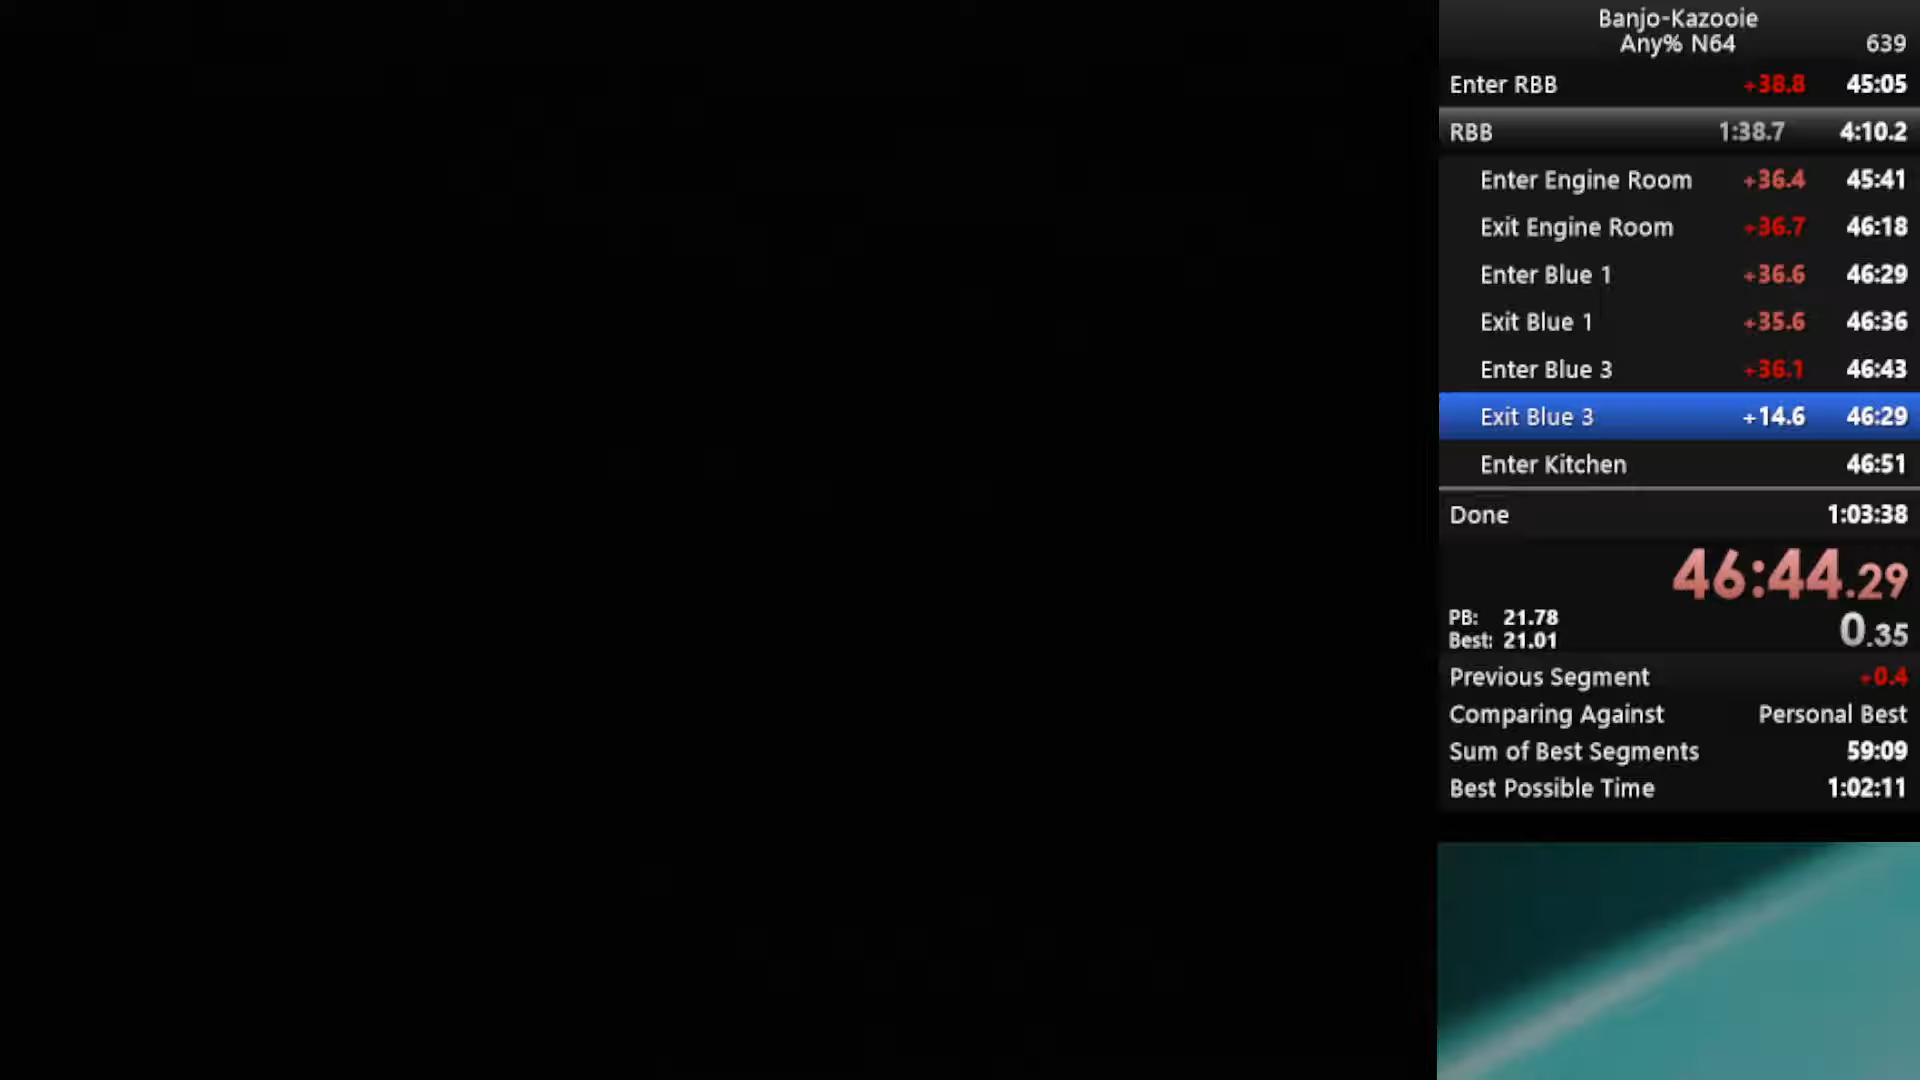 Banjo-Kazooie
Any% N64 639
Enter RBB +38.8 45:05
RBB 1:38.7 4:10.2
Enter Engine Room +36.4 45:41
Exit Engine Room +36.7 46:18
Enter Blue 1 +36.6 46:29
Exit Blue 1 +35.6 46:36
Enter Blue 3 +36.1 46:43
Exit Blue 3 +14.6 46:29
Enter Kitchen 46:51
Done 1:03:38
46:44.29
PB: 21.78
Best: 21.01
0.35
Previous Segment +0.4
Comparing Against Personal Best
Sum of Best Segments 59:09
Best Possible Time 1:02:11